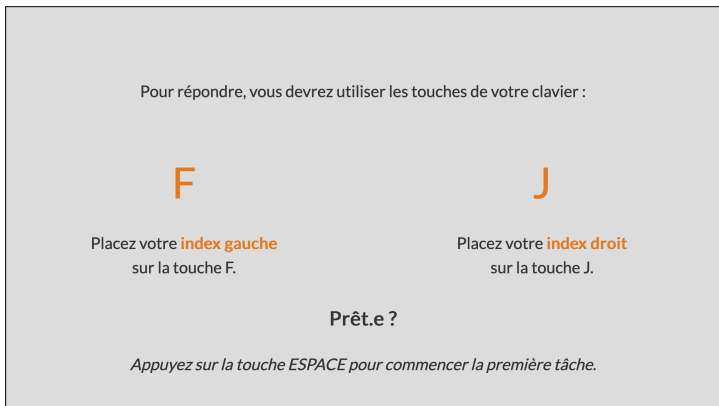 Pour répondre, vous devrez utiliser les touches de votre clavier :
F
J
Placez votre index gauche
sur la touche F.
Placez votre index droit
sur la touche J.
Prêt.e ?
Appuyez sur la touche ESPACE pour commencer la première tâche.